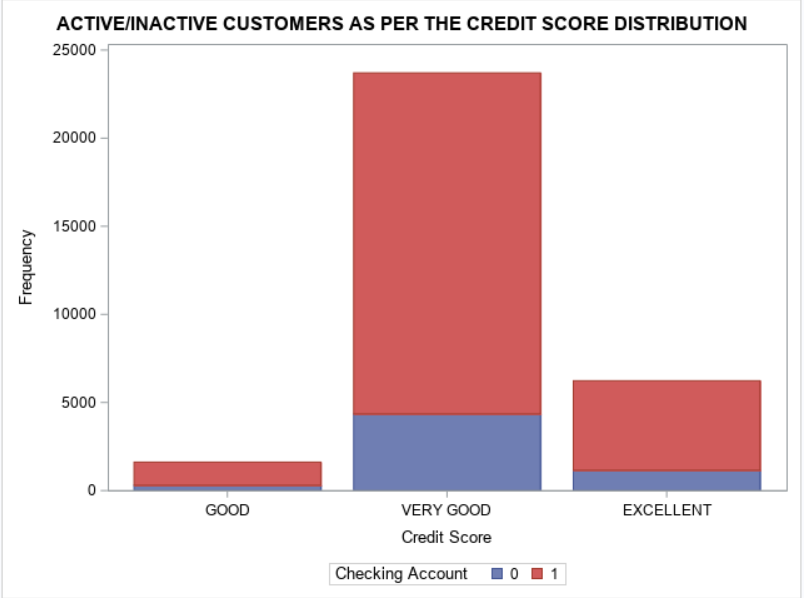 ACTIVE/INACTIVE CUSTOMERS AS PER THE CREDIT SCORE DISTRIBUTION
25000
20000
15000
10000
5000
0
Frequency
GOOD VERY GOOD EXCELLENT
Credit Score
Checking Account 0 1